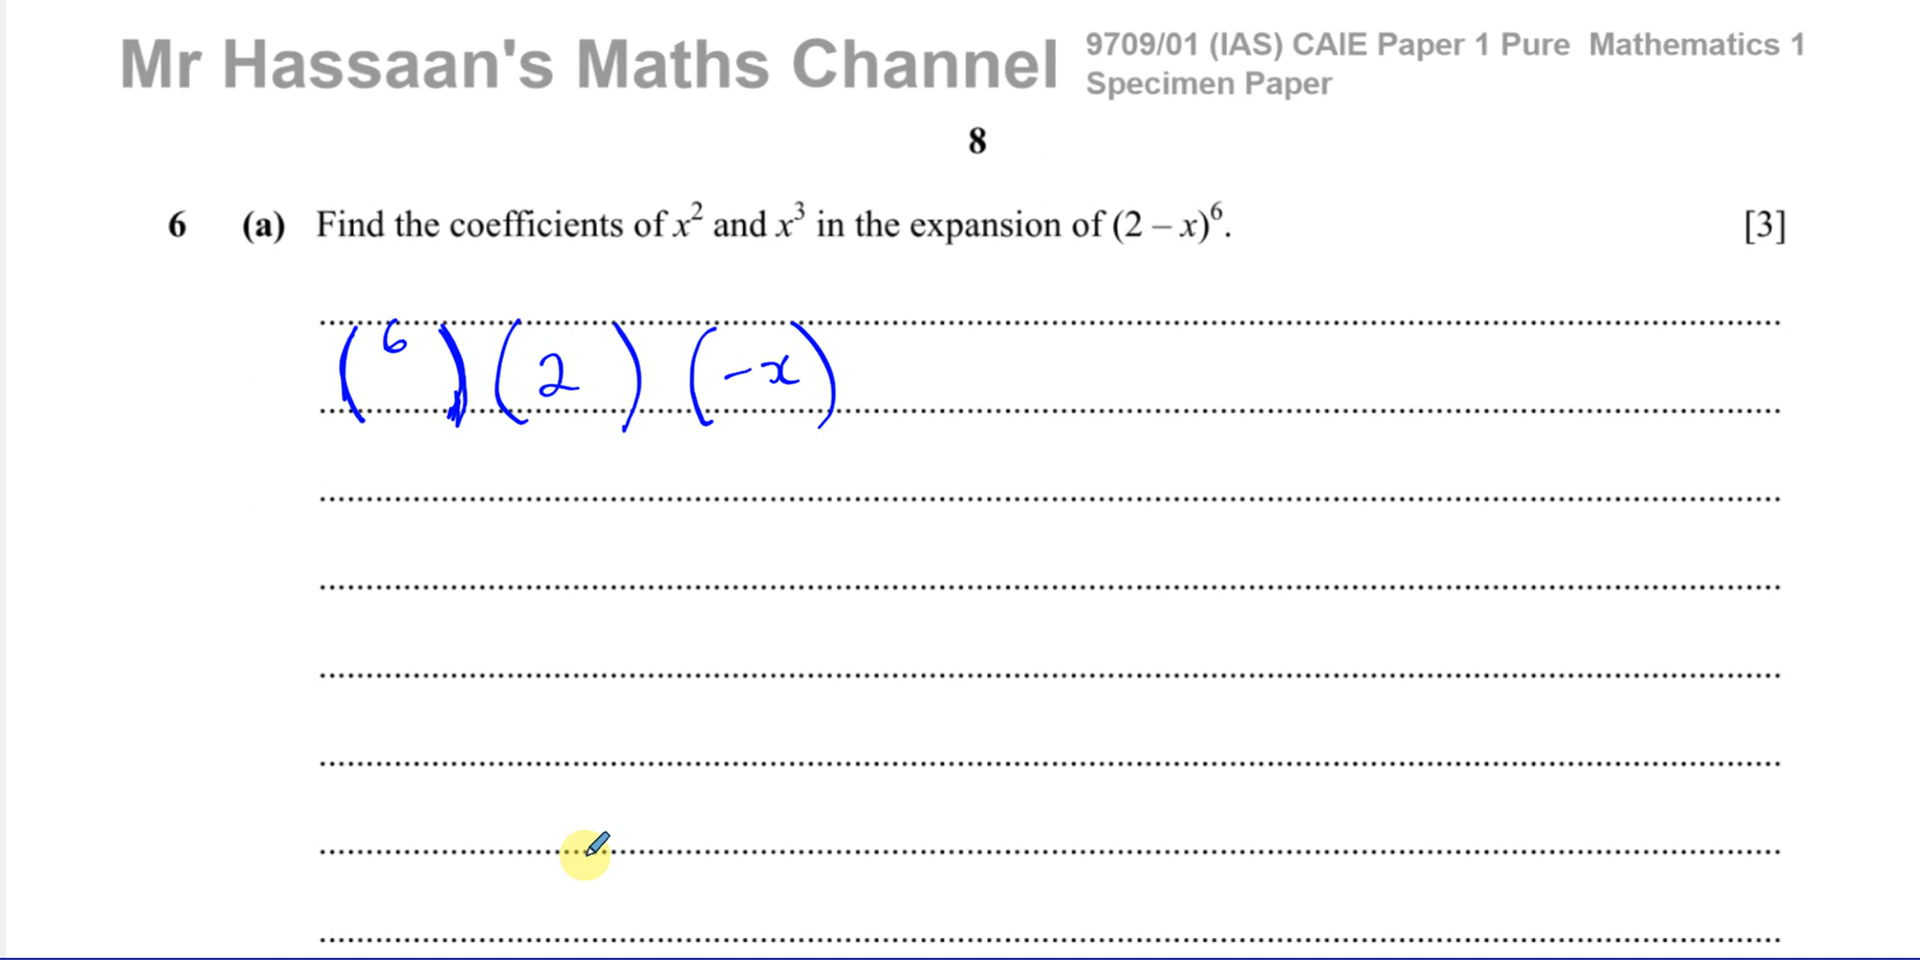 Mr Hassaan's Maths Channel
9709/01 (IAS) CAIE Paper 1 Pure Mathematics 1
Specimen Paper
8
6 (a) Find the coefficients of x² and x³ in the expansion of (2 – x)⁶. [3]
(⁶ )(2 )(-x)